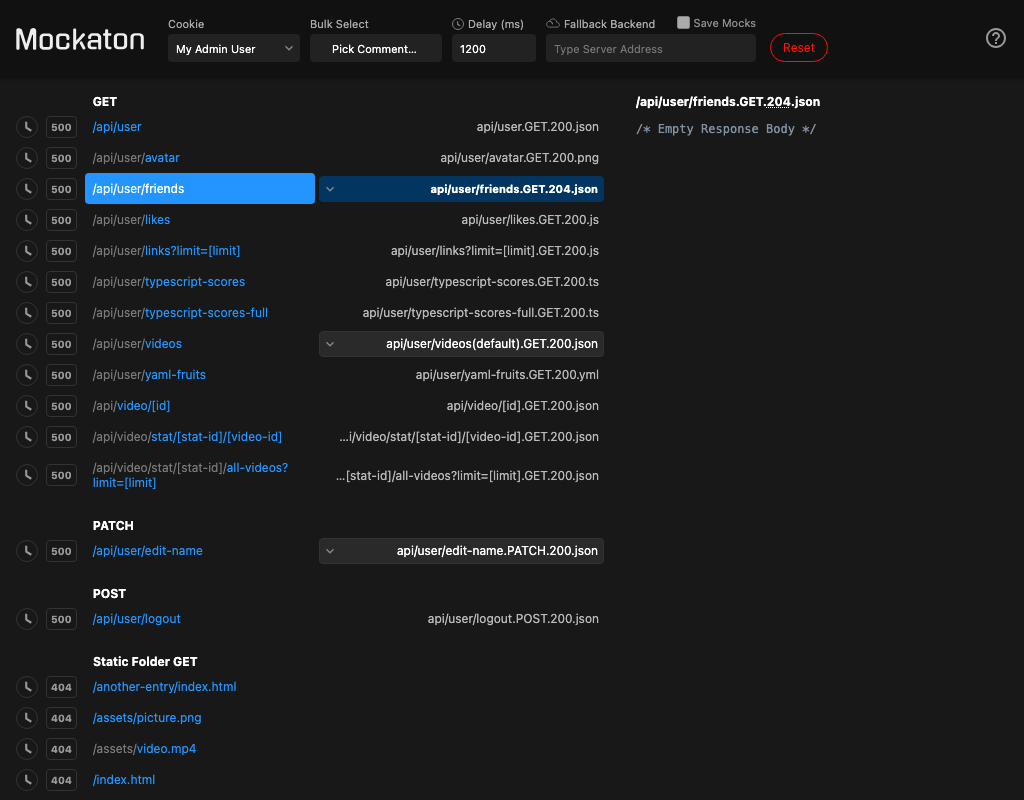 Mockaton
Cookie
My Admin User
Bulk Select
Pick Comment...
Delay (ms)
1200
Fallback Backend
Type Server Address
Save Mocks
Reset
?
GET
500 /api/user api/user.GET.200.json
500 /api/user/avatar api/user/avatar.GET.200.png
500 /api/user/friends api/user/friends.GET.204.json
500 /api/user/likes api/user/likes.GET.200.js
500 /api/user/links?limit=[limit] api/user/links?limit=[limit].GET.200.js
500 /api/user/typescript-scores api/user/typescript-scores.GET.200.ts
500 /api/user/typescript-scores-full api/user/typescript-scores-full.GET.200.ts
500 /api/user/videos api/user/videos(default).GET.200.json
500 /api/user/yaml-fruits api/user/yaml-fruits.GET.200.yml
500 /api/video/[id] api/video/[id].GET.200.json
500 /api/video/stat/[stat-id]/[video-id] ...i/video/stat/[stat-id]/[video-id].GET.200.json
500 /api/video/stat/[stat-id]/all-videos? ...[stat-id]/all-videos?limit=[limit].GET.200.json
limit=[limit]
PATCH
500 /api/user/edit-name api/user/edit-name.PATCH.200.json
POST
500 /api/user/logout api/user/logout.POST.200.json
Static Folder GET
404 /another-entry/index.html
404 /assets/picture.png
404 /assets/video.mp4
404 /index.html
/api/user/friends.GET.204.json
/* Empty Response Body */